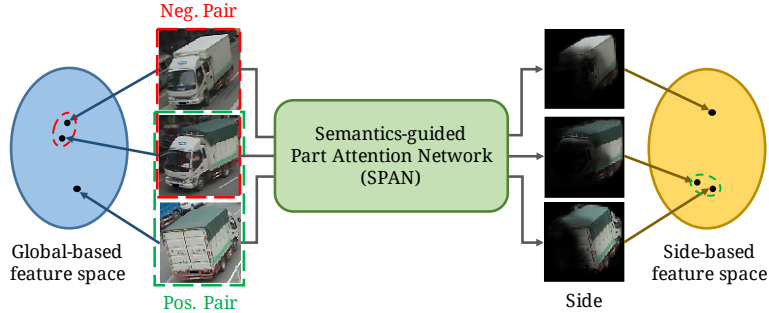 Neg. Pair
Semantics-guided
Part Attention Network
(SPAN)
Global-based
feature space
Pos. Pair
Side
Side-based
feature space